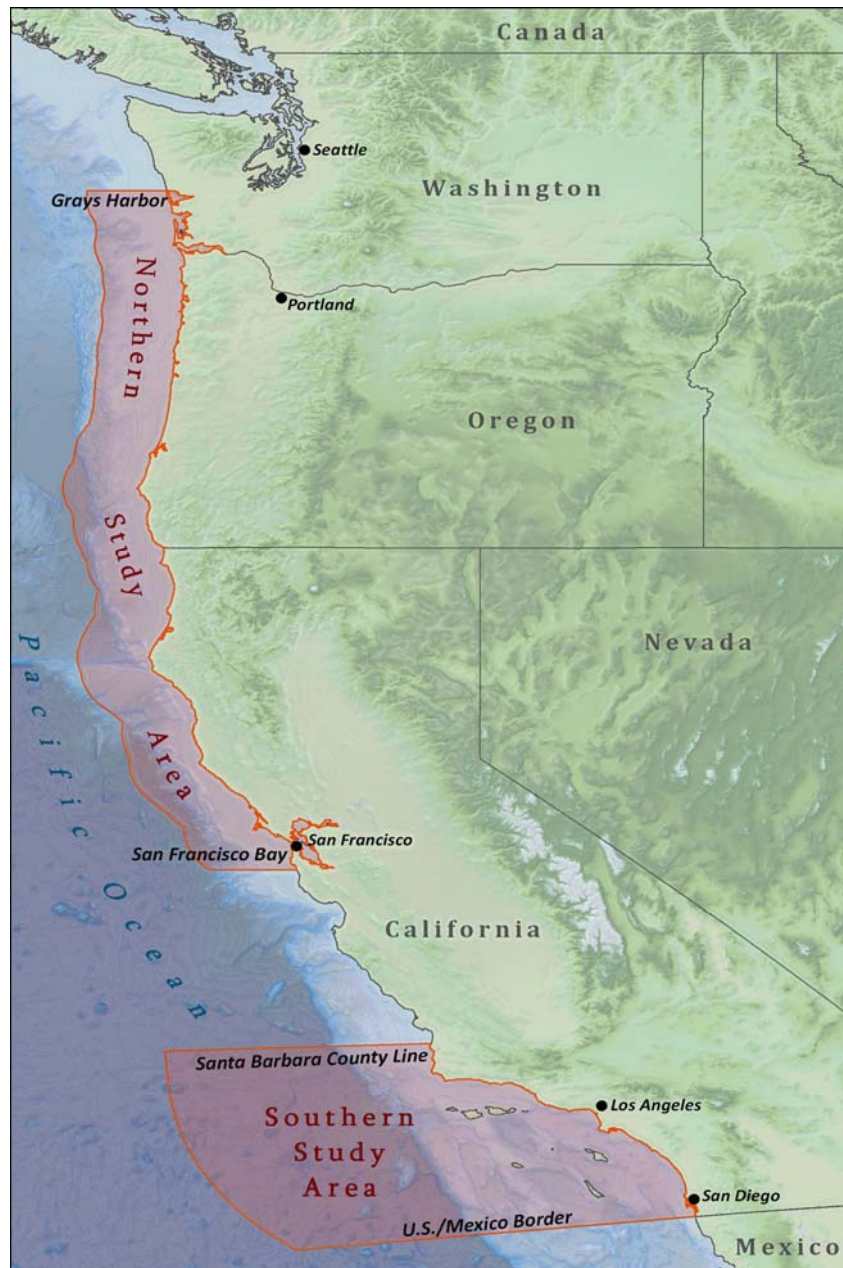 Canada
Seattle
Washington
Grays Harbor
Northern
Portland
Oregon
Study
Nevada
Pacific Ocean
Area
San Francisco
San Francisco Bay
California
Santa Barbara County Line
Los Angeles
Southern
Study
Area
San Diego
U.S./Mexico Border
Mexico